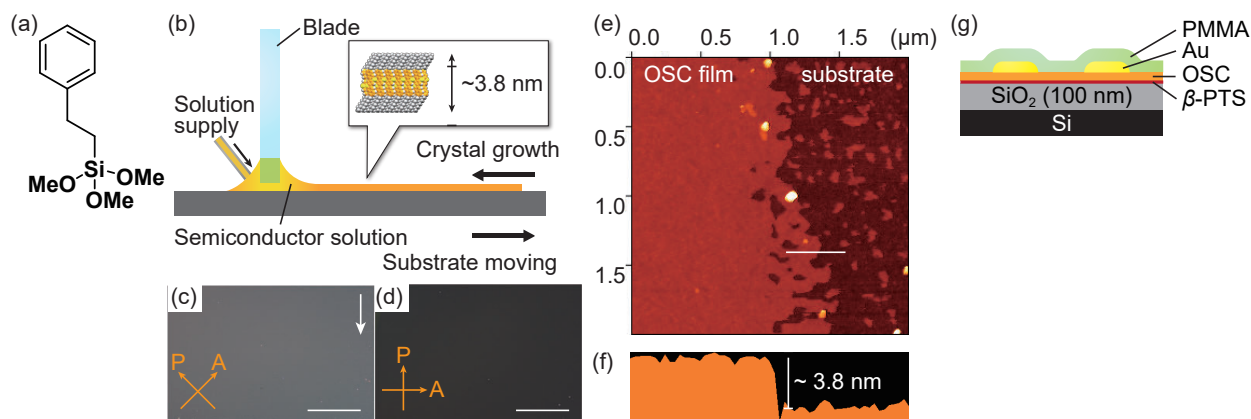 (a)
Si
MeO
OMe
OMe
(b)
Blade
~3.8 nm
Solution
supply
Crystal growth
Semiconductor solution
Substrate moving
(c)
P
A
(d)
P
A
(e)
0.0 0.5 1.0 1.5 (μm)
0.0
OSC film substrate
0.5
1.0
1.5
(f)
~ 3.8 nm
(g)
PMMA
Au
OSC
β-PTS
SiO₂ (100 nm)
Si